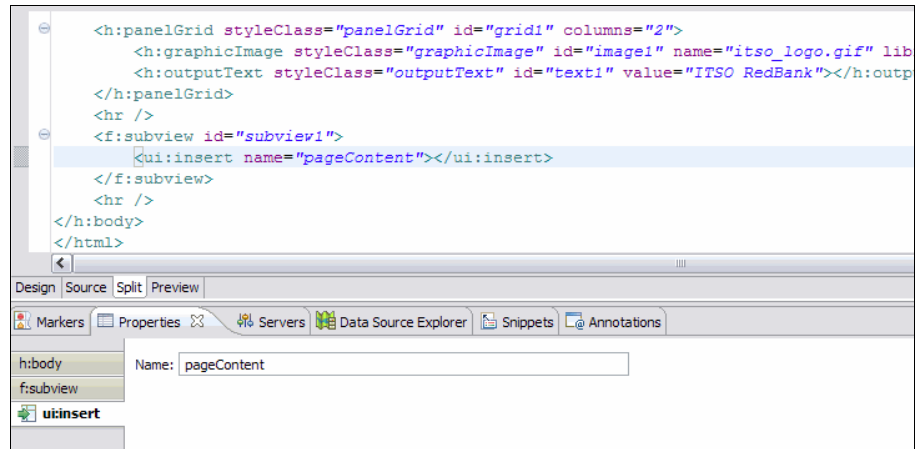 <h:panelGrid styleClass="panelGrid" id="grid1" columns="2">
<h:graphicImage styleClass="graphicImage" id="image1" name="itso_logo.gif" lib
<h:outputText styleClass="outputText" id="text1" value="ITSO RedBank"></h:outp
</h:panelGrid>
<hr />
<f:subview id="subview1">
<ui:insert name="pageContent"></ui:insert>
</f:subview>
<hr />
</h:body>
</html>
Design Source Split Preview
Markers Properties Servers Data Source Explorer Snippets Annotations
h:body Name: pageContent
f:subview
ui:insert